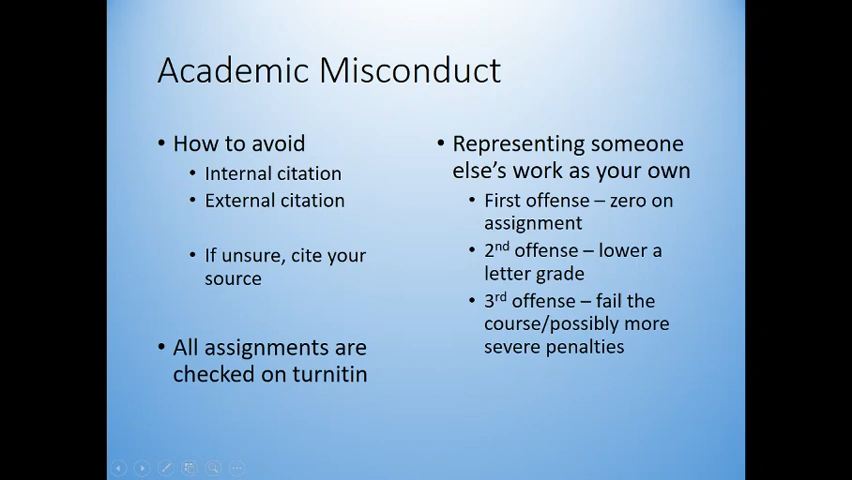 Academic Misconduct
• How to avoid
• Internal citation
• External citation
• If unsure, cite your
source
• All assignments are
checked on turnitin
• Representing someone
else’s work as your own
• First offense – zero on
assignment
• 2nd offense – lower a
letter grade
• 3rd offense – fail the
course/possibly more
severe penalties